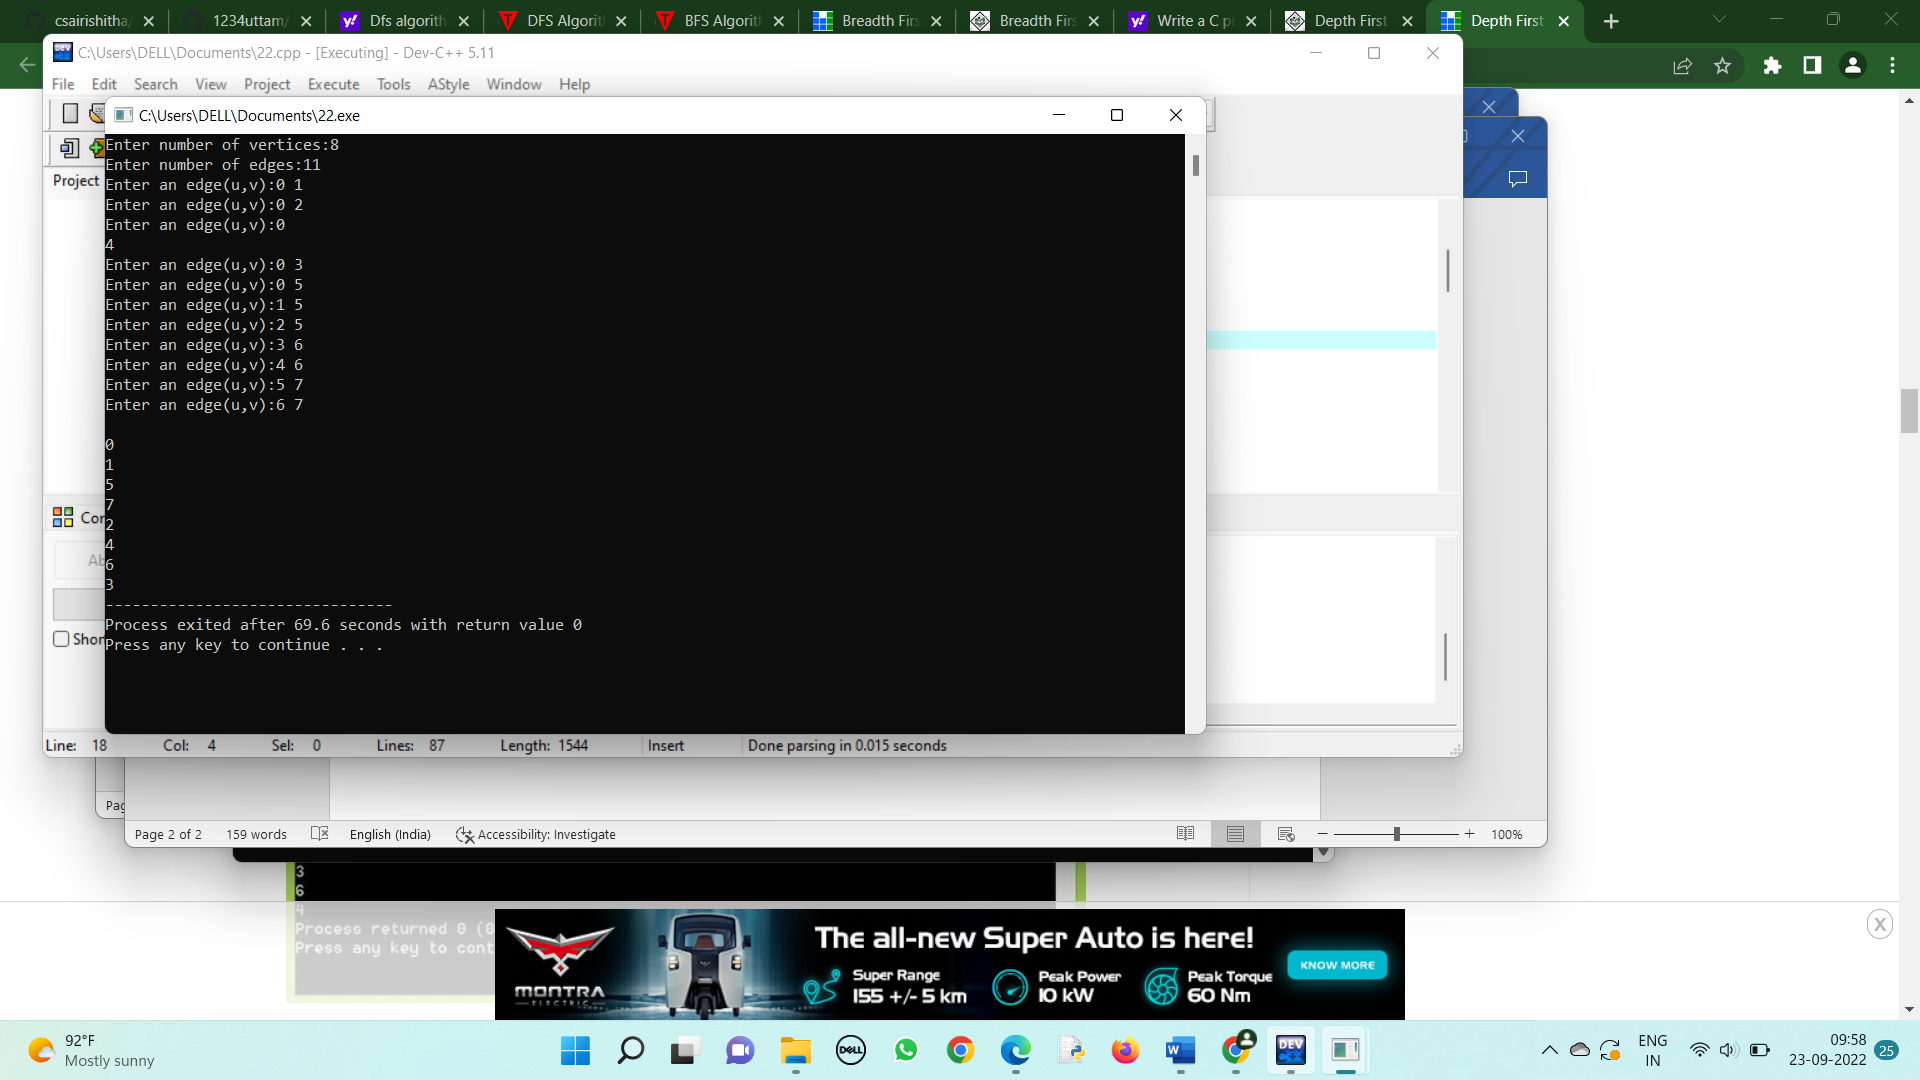 csairishitha/
1234uttam/
Dfs algorith
DFS Algorit
BFS Algorit
Breadth Firs
Breadth Firs
Write a C p
Depth First
Depth First
C:\Users\DELL\Documents\22.cpp - [Executing] - Dev-C++ 5.11
File Edit Search View Project Execute Tools AStyle Window Help
C:\Users\DELL\Documents\22.exe
Project
Enter number of vertices:8
Enter number of edges:11
Enter an edge(u,v):0 1
Enter an edge(u,v):0 2
Enter an edge(u,v):0
4
Enter an edge(u,v):0 3
Enter an edge(u,v):0 5
Enter an edge(u,v):1 5
Enter an edge(u,v):2 5
Enter an edge(u,v):3 6
Enter an edge(u,v):4 6
Enter an edge(u,v):5 7
Enter an edge(u,v):6 7
0
1
5
7
2
4
6
3
--------------------------------
Process exited after 69.6 seconds with return value 0
Press any key to continue . . .
Cor
Ab
Shor
Line: 18 Col: 4 Sel: 0 Lines: 87 Length: 1544 Insert Done parsing in 0.015 seconds
Pag
Page 2 of 2 159 words English (India) Accessibility: Investigate 100%
3
6
4
Process returned 0 (0
Press any key to cont
MONTRA
ELECTRIC
The all-new Super Auto is here!
Super Range
155 +/- 5 km
Peak Power
10 kW
Peak Torque
60 Nm
KNOW MORE
X
92°F
Mostly sunny
DELL
DEV
C++
ENG
IN
09:58
23-09-2022
25